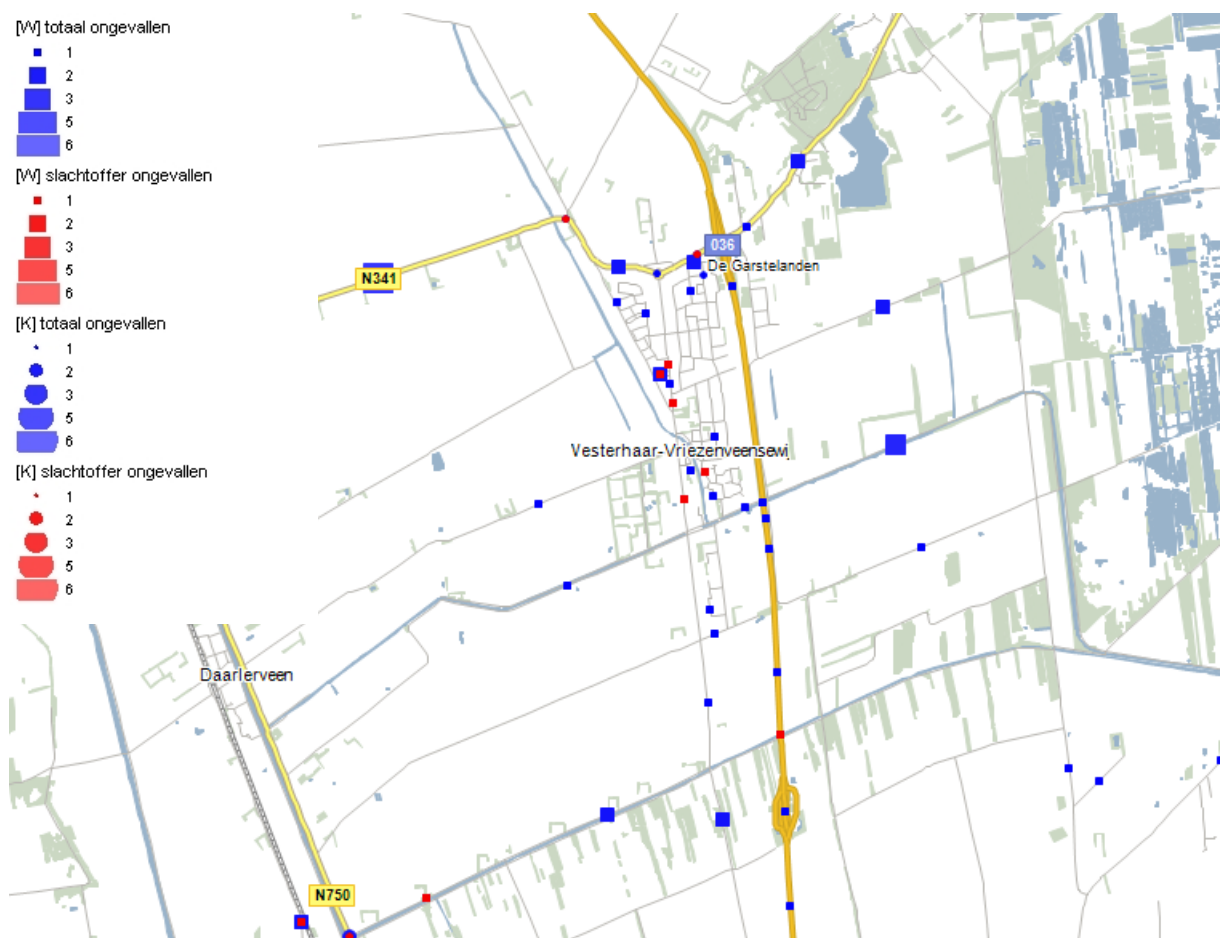 [W] totaal ongevallen
1
2
3
5
6
[W] slachtoffer ongevallen
1
2
3
5
6
[K] totaal ongevallen
1
2
3
5
6
[K] slachtoffer ongevallen
1
2
3
5
6
036
De Garstelanden
N341
Vesterhaar-Vriezenveensewij
Daarlerveen
N750